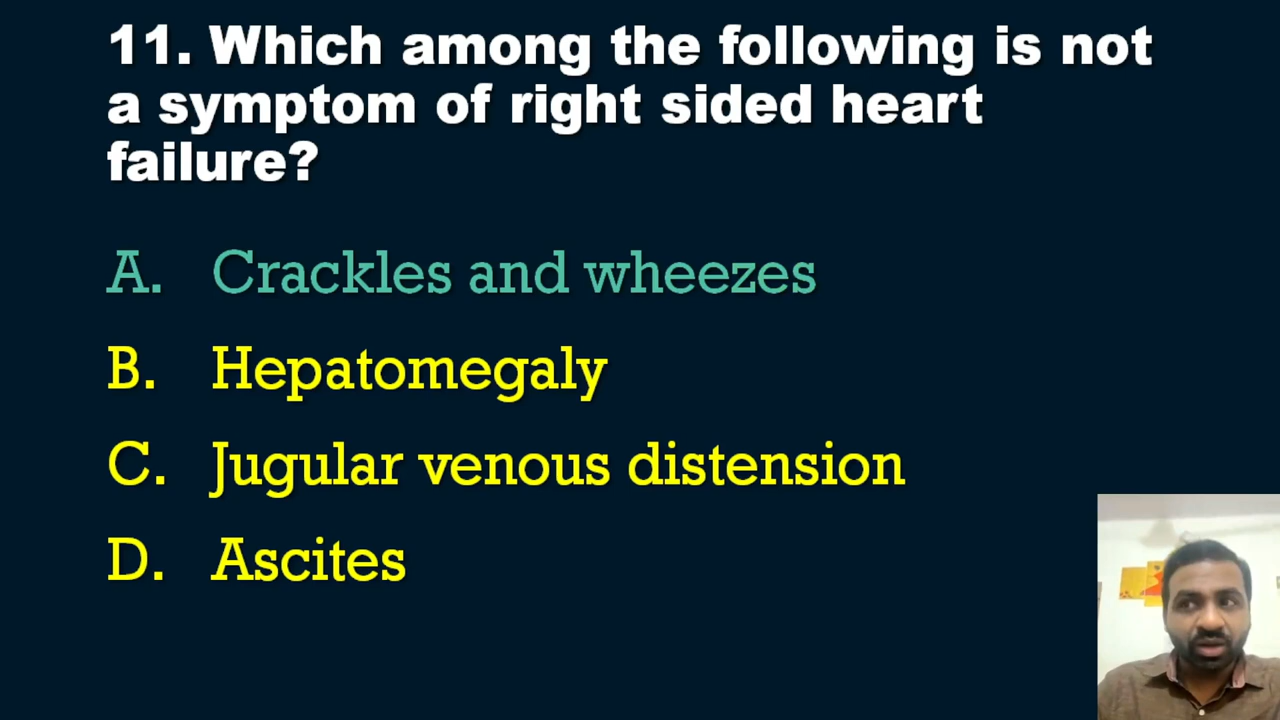 11. Which among the following is not
a symptom of right sided heart
failure?
A. Crackles and wheezes
B. Hepatomegaly
C. Jugular venous distension
D. Ascites